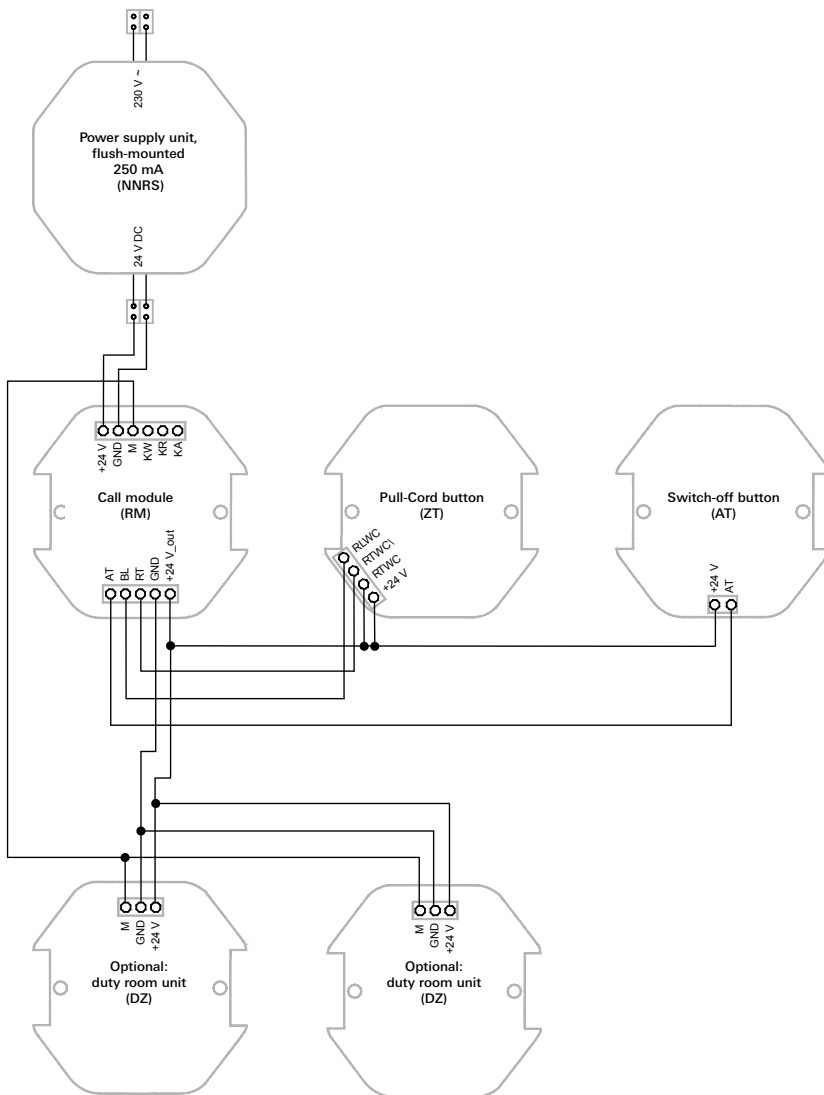 230 V ~
Power supply unit,
flush-mounted
250 mA
(NNRS)
24 V DC
+24 V
GND
M
KW
KR
KA
Call module
(RM)
AT
BL
RT
GND
+24 V_out
Pull-Cord button
(ZT)
RLWC
RTWC\
RTWC
+24 V
Switch-off button
(AT)
+24 V
AT
M
GND
+24 V
Optional:
duty room unit
(DZ)
M
GND
+24 V
Optional:
duty room unit
(DZ)